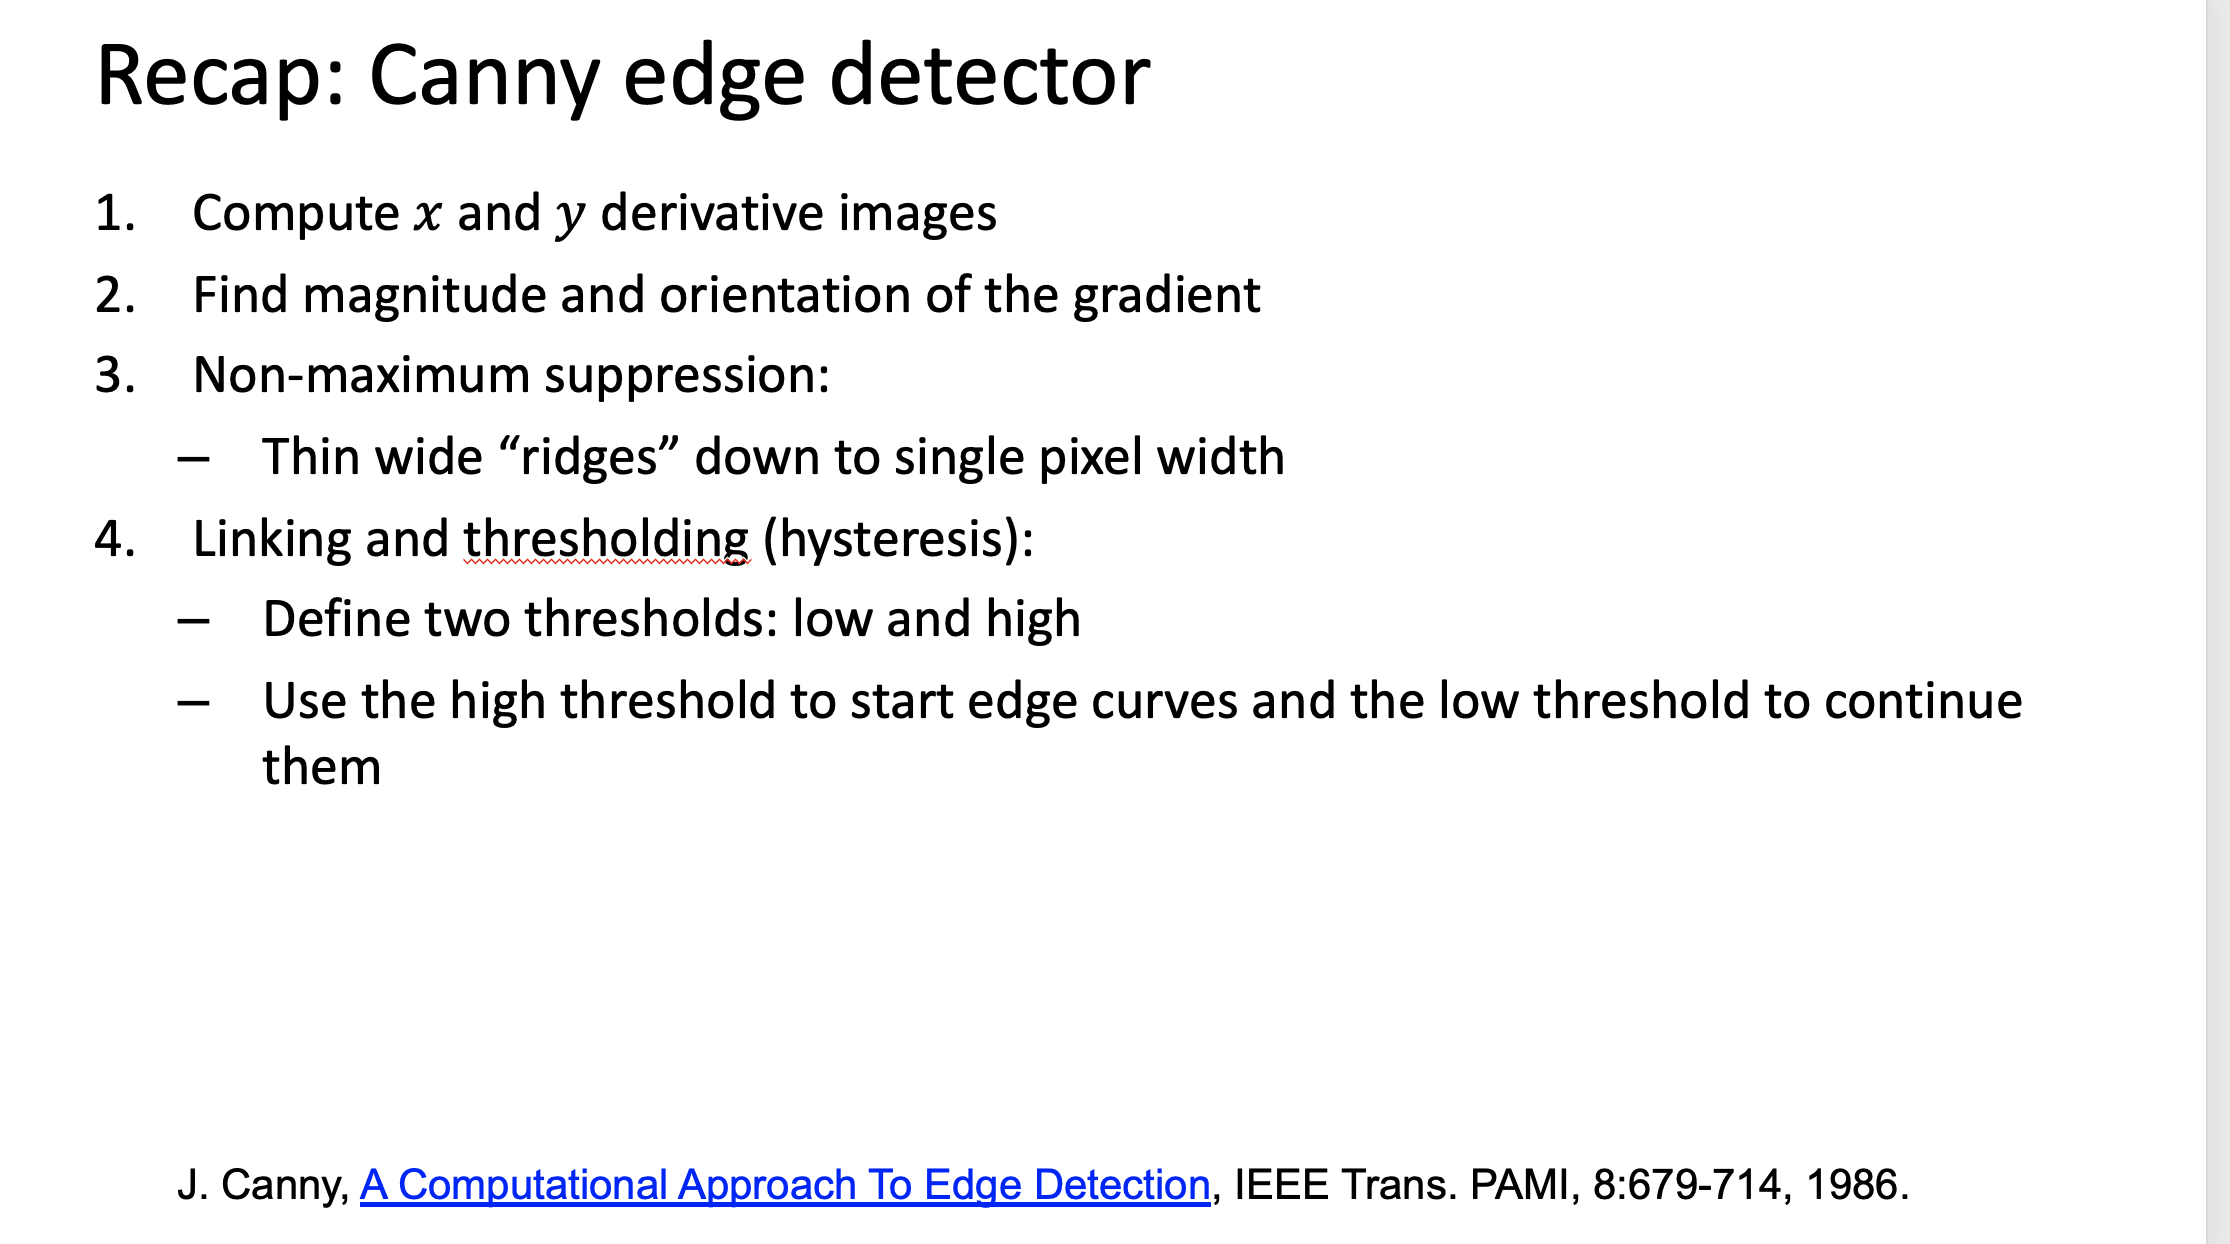 Recap: Canny edge detector
1. Compute x and y derivative images
2. Find magnitude and orientation of the gradient
3. Non-maximum suppression:
– Thin wide “ridges” down to single pixel width
4. Linking and thresholding (hysteresis):
– Define two thresholds: low and high
– Use the high threshold to start edge curves and the low threshold to continue
them
J. Canny, A Computational Approach To Edge Detection, IEEE Trans. PAMI, 8:679-714, 1986.